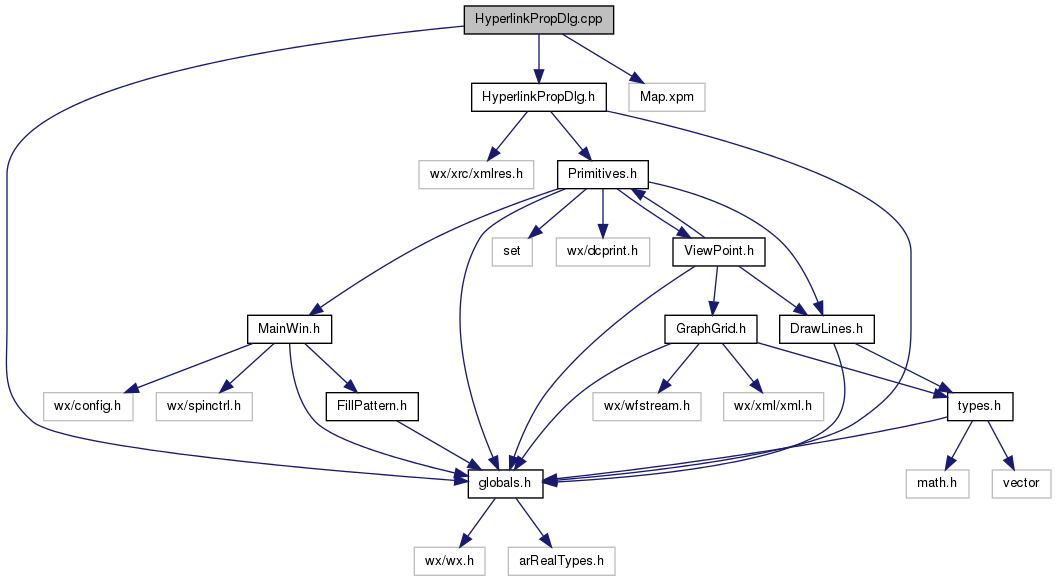 HyperlinkPropDlg.cpp
HyperlinkPropDlg.h
Map.xpm
wx/xrc/xmlres.h
Primitives.h
set
wx/dcprint.h
ViewPoint.h
MainWin.h
GraphGrid.h
DrawLines.h
wx/config.h
wx/spinctrl.h
FillPattern.h
wx/wfstream.h
wx/xml/xml.h
types.h
globals.h
math.h
vector
wx/wx.h
arRealTypes.h